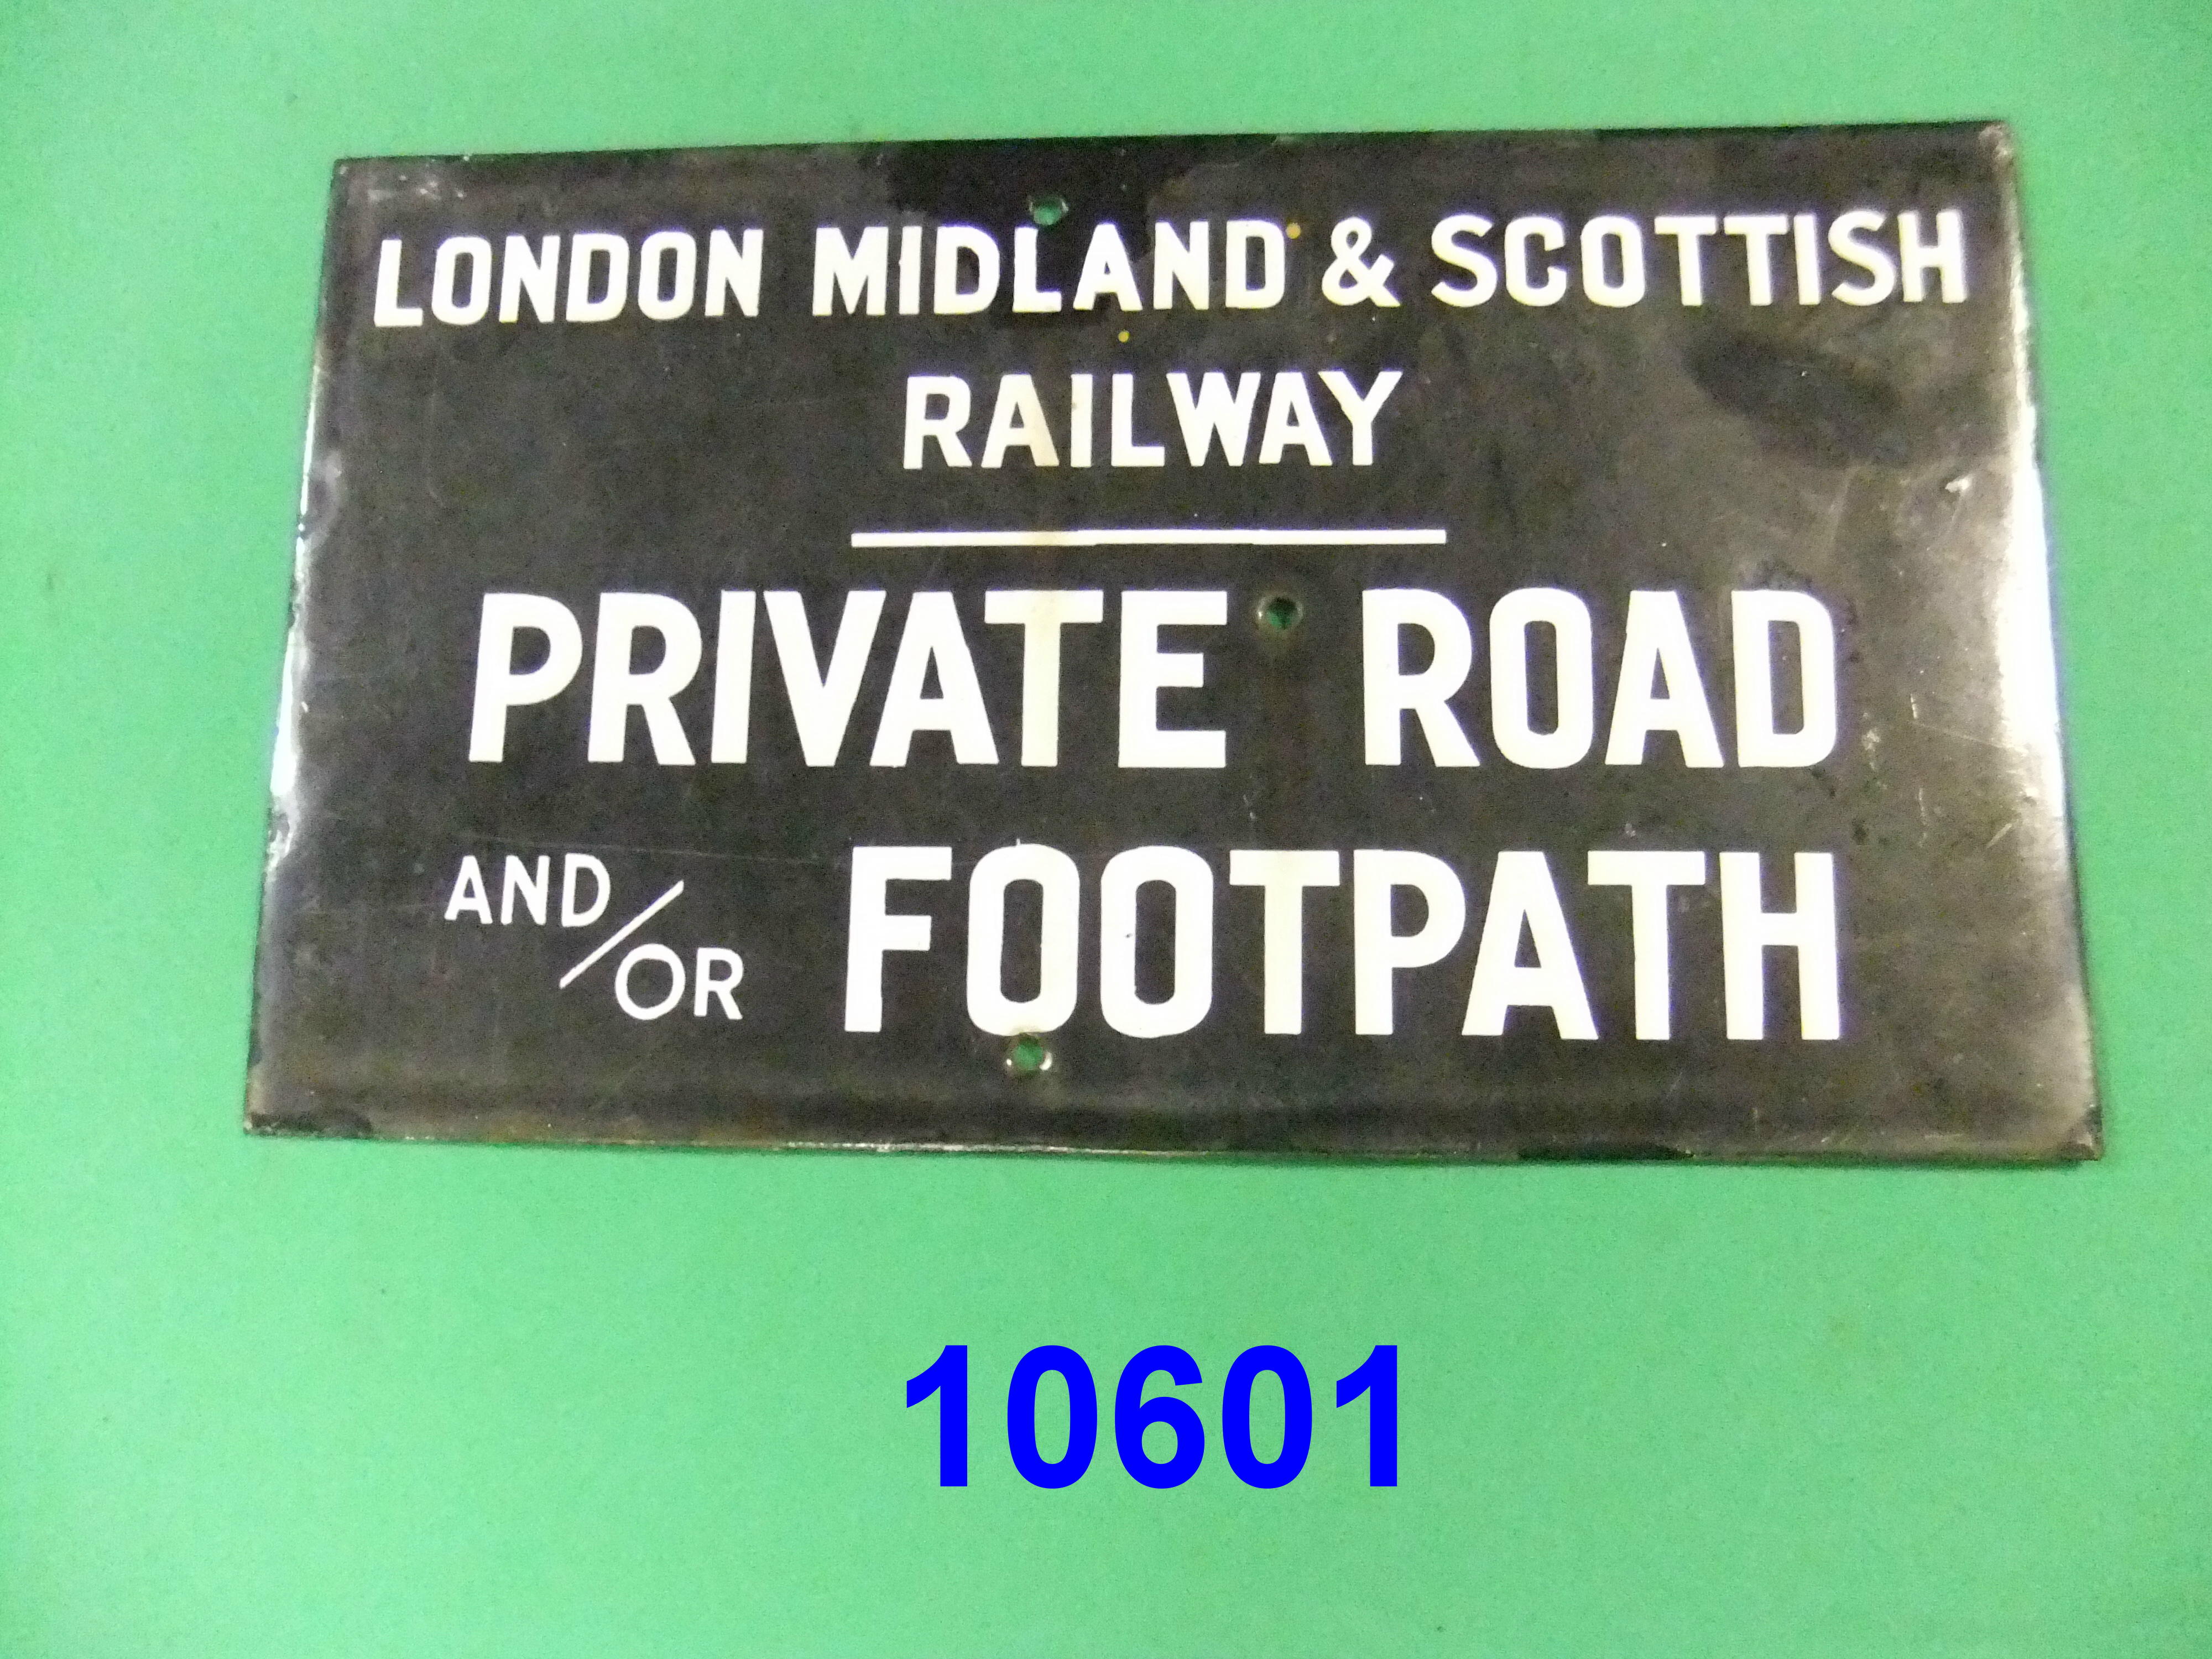 LONDON MIDLAND & SCOTTISH
RAILWAY
PRIVATE ROAD
AND/OR FOOTPATH
10601